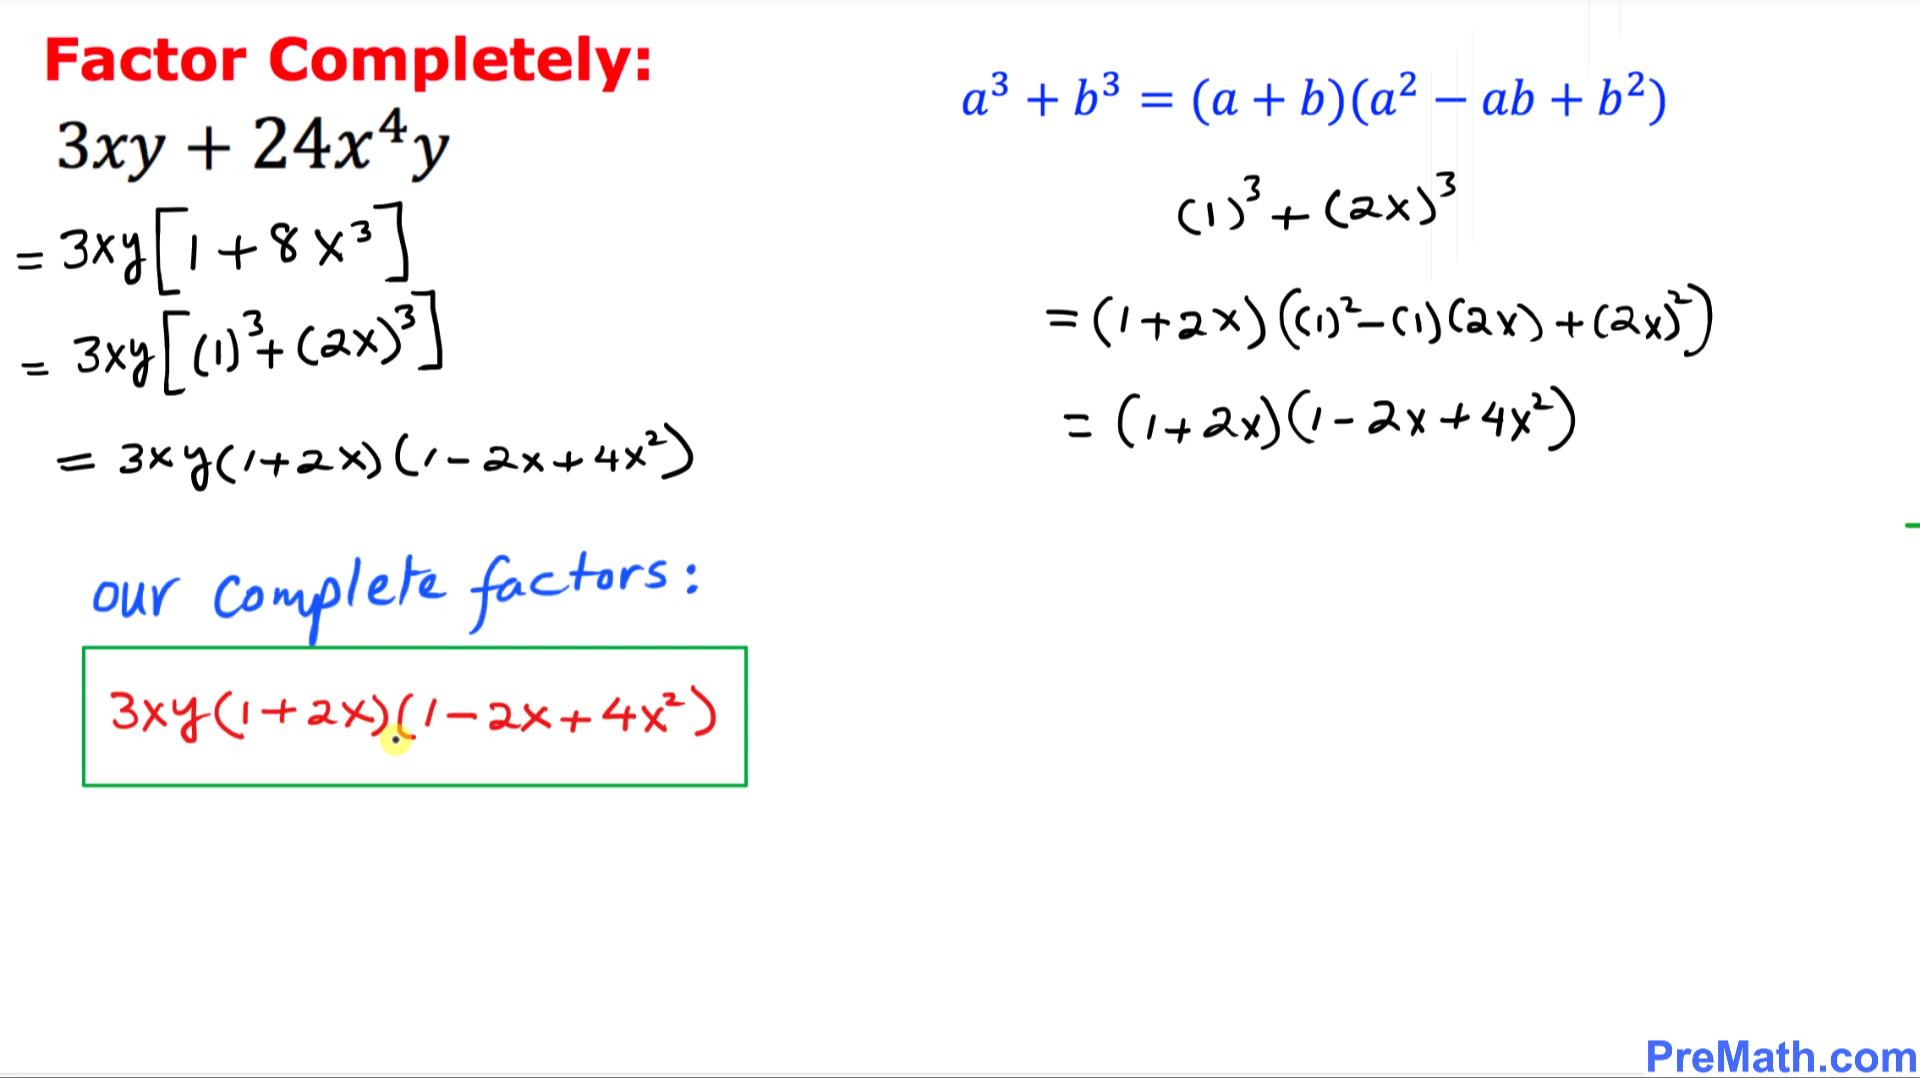 Factor Completely:
3xy + 24x⁴y
= 3xy[1 + 8x³]
= 3xy[(1)³ + (2x)³]
= 3xy(1+2x)(1-2x+4x²)
our complete factors:
3xy(1+2x)(1-2x+4x²)
a³ + b³ = (a + b)(a² − ab + b²)
(1)³ + (2x)³
= (1+2x)((1)²-(1)(2x)+(2x)²)
= (1+2x)(1-2x+4x²)
PreMath.com